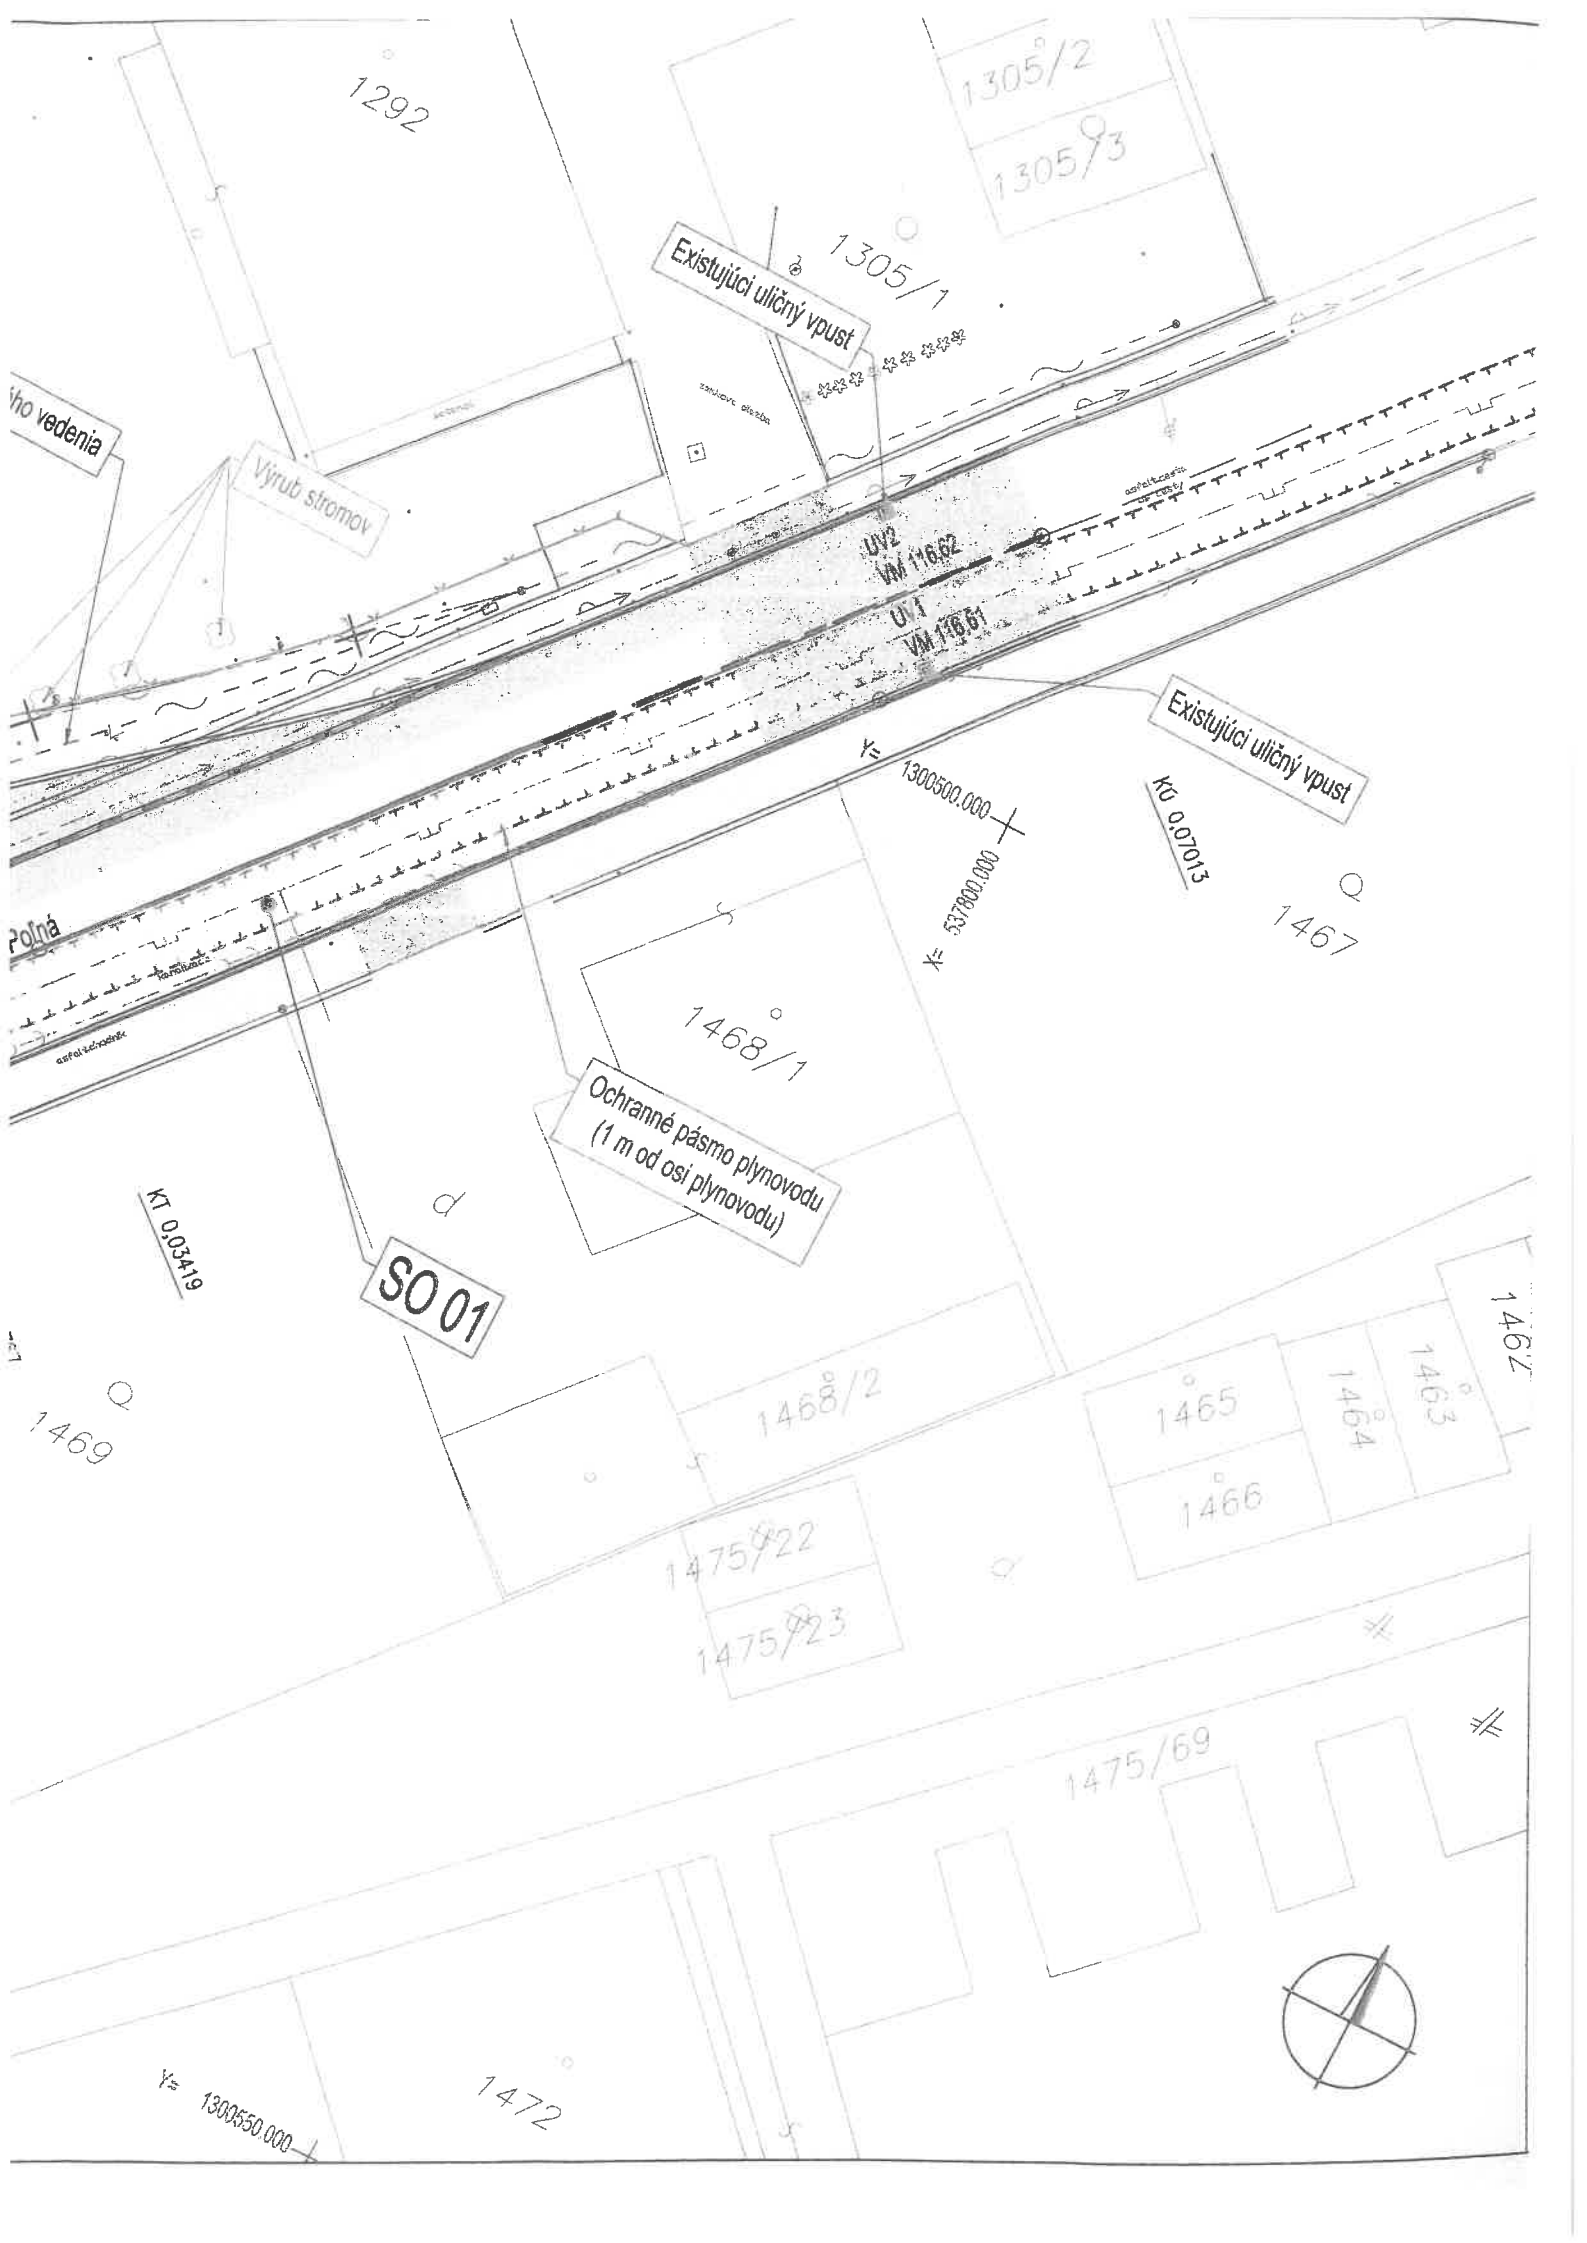 1292
1305/2
1305/3
1305/1
Existujúci uličný vpust
ého vedenia
Výrub stromov
UV2
VM 116,62
UV1
VM 116,61
Existujúci uličný vpust
Y= 1300500.000
X= 537800.000
KÚ 0,07013
1467
Poľná
asfalt.chodník
1468/1
Ochranné pásmo plynovodu
(1 m od osi plynovodu)
KT 0,03419
SO 01
1469
1468/2
1465
1466
1464
1463
1462
1475/22
1475/23
1475/69
1472
Y= 1300550.000